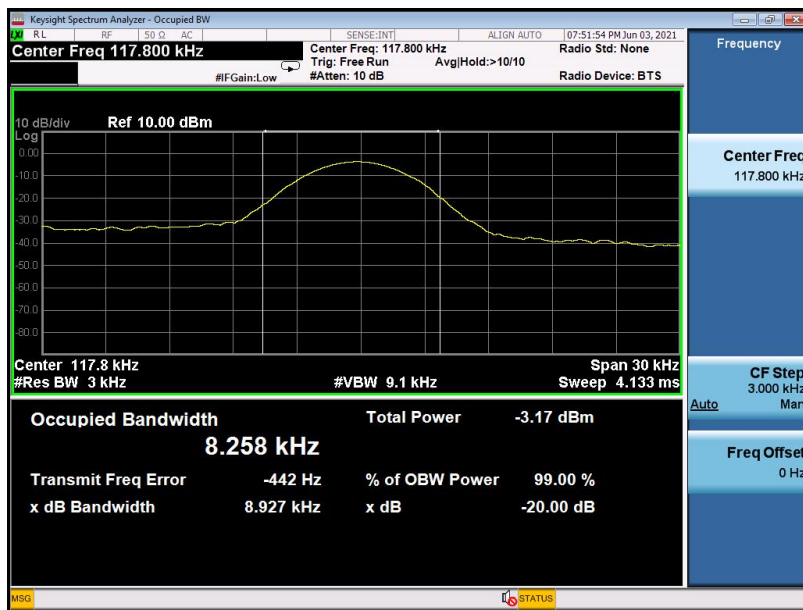 Keysight Spectrum Analyzer - Occupied BW
LXI RL RF 50 Ω AC SENSE:INT ALIGN AUTO 07:51:54 PM Jun 03, 2021
Center Freq 117.800 kHz
Center Freq: 117.800 kHz Radio Std: None
Trig: Free Run Avg|Hold:>10/10
#IFGain:Low #Atten: 10 dB Radio Device: BTS
10 dB/div Ref 10.00 dBm
Log
0.00
-10.0
-20.0
-30.0
-40.0
-50.0
-60.0
-70.0
-80.0
Center 117.8 kHz Span 30 kHz
#Res BW 3 kHz #VBW 9.1 kHz Sweep 4.133 ms
Occupied Bandwidth Total Power -3.17 dBm
8.258 kHz
Transmit Freq Error -442 Hz % of OBW Power 99.00 %
x dB Bandwidth 8.927 kHz x dB -20.00 dB
MSG STATUS
Frequency
Center Freq
117.800 kHz
CF Step
3.000 kHz
Auto Man
Freq Offset
0 Hz